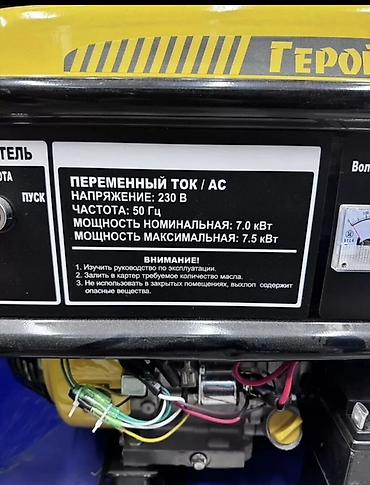 ГЕРОЙ
ТЕЛЬ
ПУСК
ПЕРЕМЕННЫЙ ТОК / AC
НАПРЯЖЕНИЕ: 230 В
ЧАСТОТА: 50 Гц
МОЩНОСТЬ НОМИНАЛЬНАЯ: 7.0 кВт
МОЩНОСТЬ МАКСИМАЛЬНАЯ: 7.5 кВт
ВНИМАНИЕ!
1. Изучить руководство по эксплуатации.
2. Залить в картер требуемое количество масла.
3. Не использовать в закрытых помещениях, выхлоп содержит
опасные вещества.
Вол